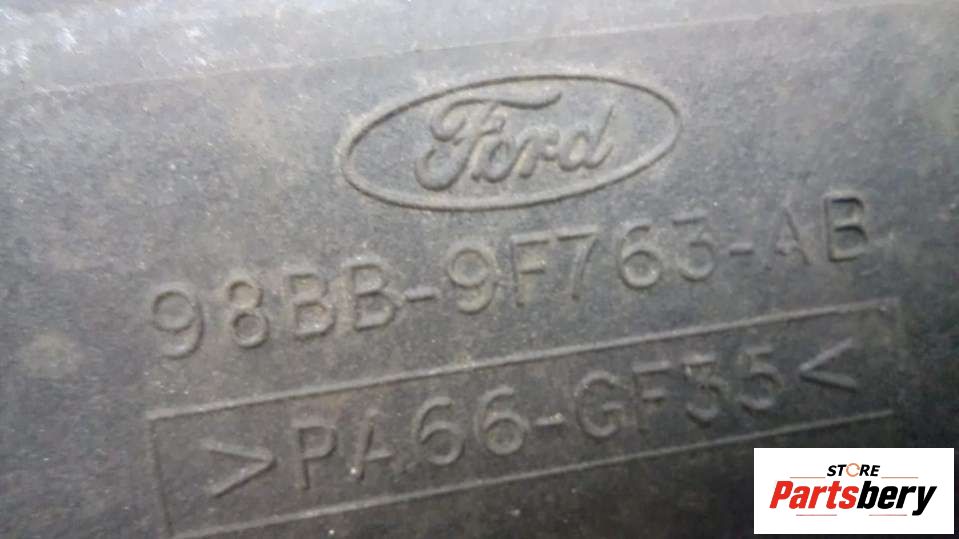 Ford
98BB-9F763-AB
>PA66-GF35<
STORE
Partsbery